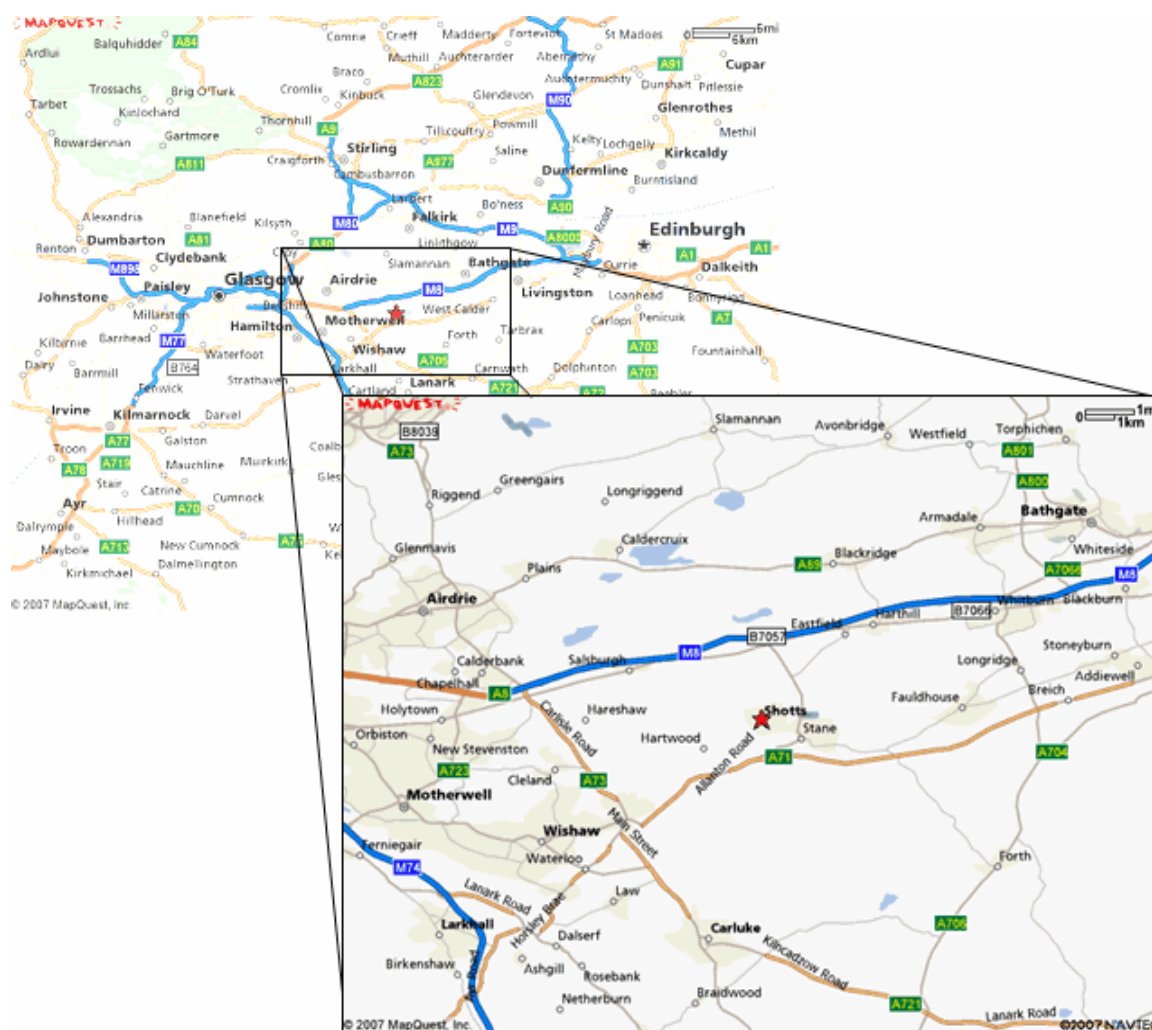 MAPQUEST
6mi
6km
Balquhidder
A84
Comrie
Crieff
Madderty
Forteviot
St Madoes
Ardlui
Muthill
Auchterarder
Abernethy
A91
Cupar
Braco
A823
Auchtermuchty
Dunshalt
Pitlessie
Trossachs
Brig O'Turk
Cromlix
Kinbuck
Glendevon
M90
Tarbet
Kinlochard
Thornhill
A9
Powmill
Glenrothes
Rowardennan
Gartmore
Tillicoultry
Kelty
Lochgelly
Methil
A811
Craigforth
Stirling
A977
Saline
Kirkcaldy
Cambusbarron
Dunfermline
Burntisland
Alexandria
Blanefield
Kilsyth
M80
Larbert
Bo'ness
A90
Renton
Dumbarton
A81
A80
Falkirk
M9
A8000
Edinburgh
Clydebank
Linlithgow
A1
A1
M898
Glasgow
Airdrie
Slamannan
Bathgate
Currie
Dalkeith
Johnstone
Paisley
M8
Livingston
Loanhead
Bonnyrigg
Millarston
Hamilton
Motherwell
West Calder
Penicuik
A7
Kilbirnie
Barrhead
M77
Waterfoot
Wishaw
Forth
Tarbrax
Carlops
A703
Fountainhall
Dalry
Barrmill
B764
Larkhall
A706
Carnwath
Dolphinton
A703
Fenwick
Strathaven
Cartland
Lanark
A721
Irvine
Kilmarnock
Darvel
Troon
A77
Galston
A78
A719
Mauchline
Muirkirk
Stair
Catrine
Cumnock
Ayr
Hillhead
A70
Dalrymple
A713
New Cumnock
Maybole
Dalmellington
Kirkmichael
© 2007 MapQuest, Inc
MAPQUEST
1km
B8039
Slamannan
Avonbridge
Westfield
Torphichen
A73
A801
Riggend
Greengairs
Longriggend
A800
Bathgate
Glenmavis
Caldercruix
Armadale
Plains
A89
Blackridge
Whiteside
A7066
M8
Airdrie
Eastfield
Harthill
B7066
Whitburn
Blackburn
B7057
Stoneyburn
Calderbank
Salsburgh
M8
Longridge
Addiewell
Chapelhall
A8
Fauldhouse
Breich
Holytown
Carlisle Road
Hareshaw
Shotts
Orbiston
New Stevenston
Hartwood
Stane
A723
Cleland
A73
Allanton Road
A71
A704
Motherwell
Main Street
Wishaw
Ferniegair
Waterloo
Forth
M74
Lanark Road
Law
Horsley Brae
Larkhall
Carluke
A706
Dalserf
Kilncadzow Road
Birkenshaw
Ayr Road
Ashgill
Rosebank
Netherburn
Braidwood
A721
Lanark Road
© 2007 MapQuest, Inc.
©2007 NAVTEQ